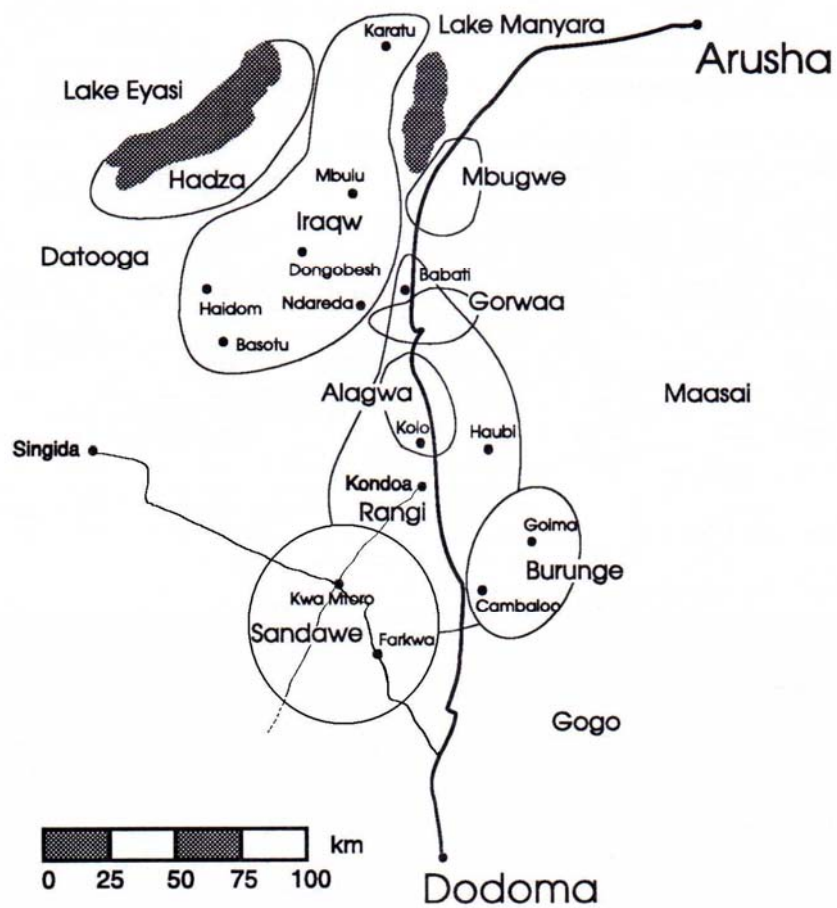 Karatu
Lake Manyara
Arusha
Lake Eyasi
Hadza
Mbulu
Mbugwe
Iraqw
Datooga
Dongobesh
Babati
Haidom
Ndareda
Gorwaa
Basotu
Alagwa
Maasai
Kolo
Haubi
Singida
Kondoa
Rangi
Goima
Burunge
Kwa Mtoro
Cambaloo
Sandawe
Farkwa
Gogo
km
0 25 50 75 100
Dodoma